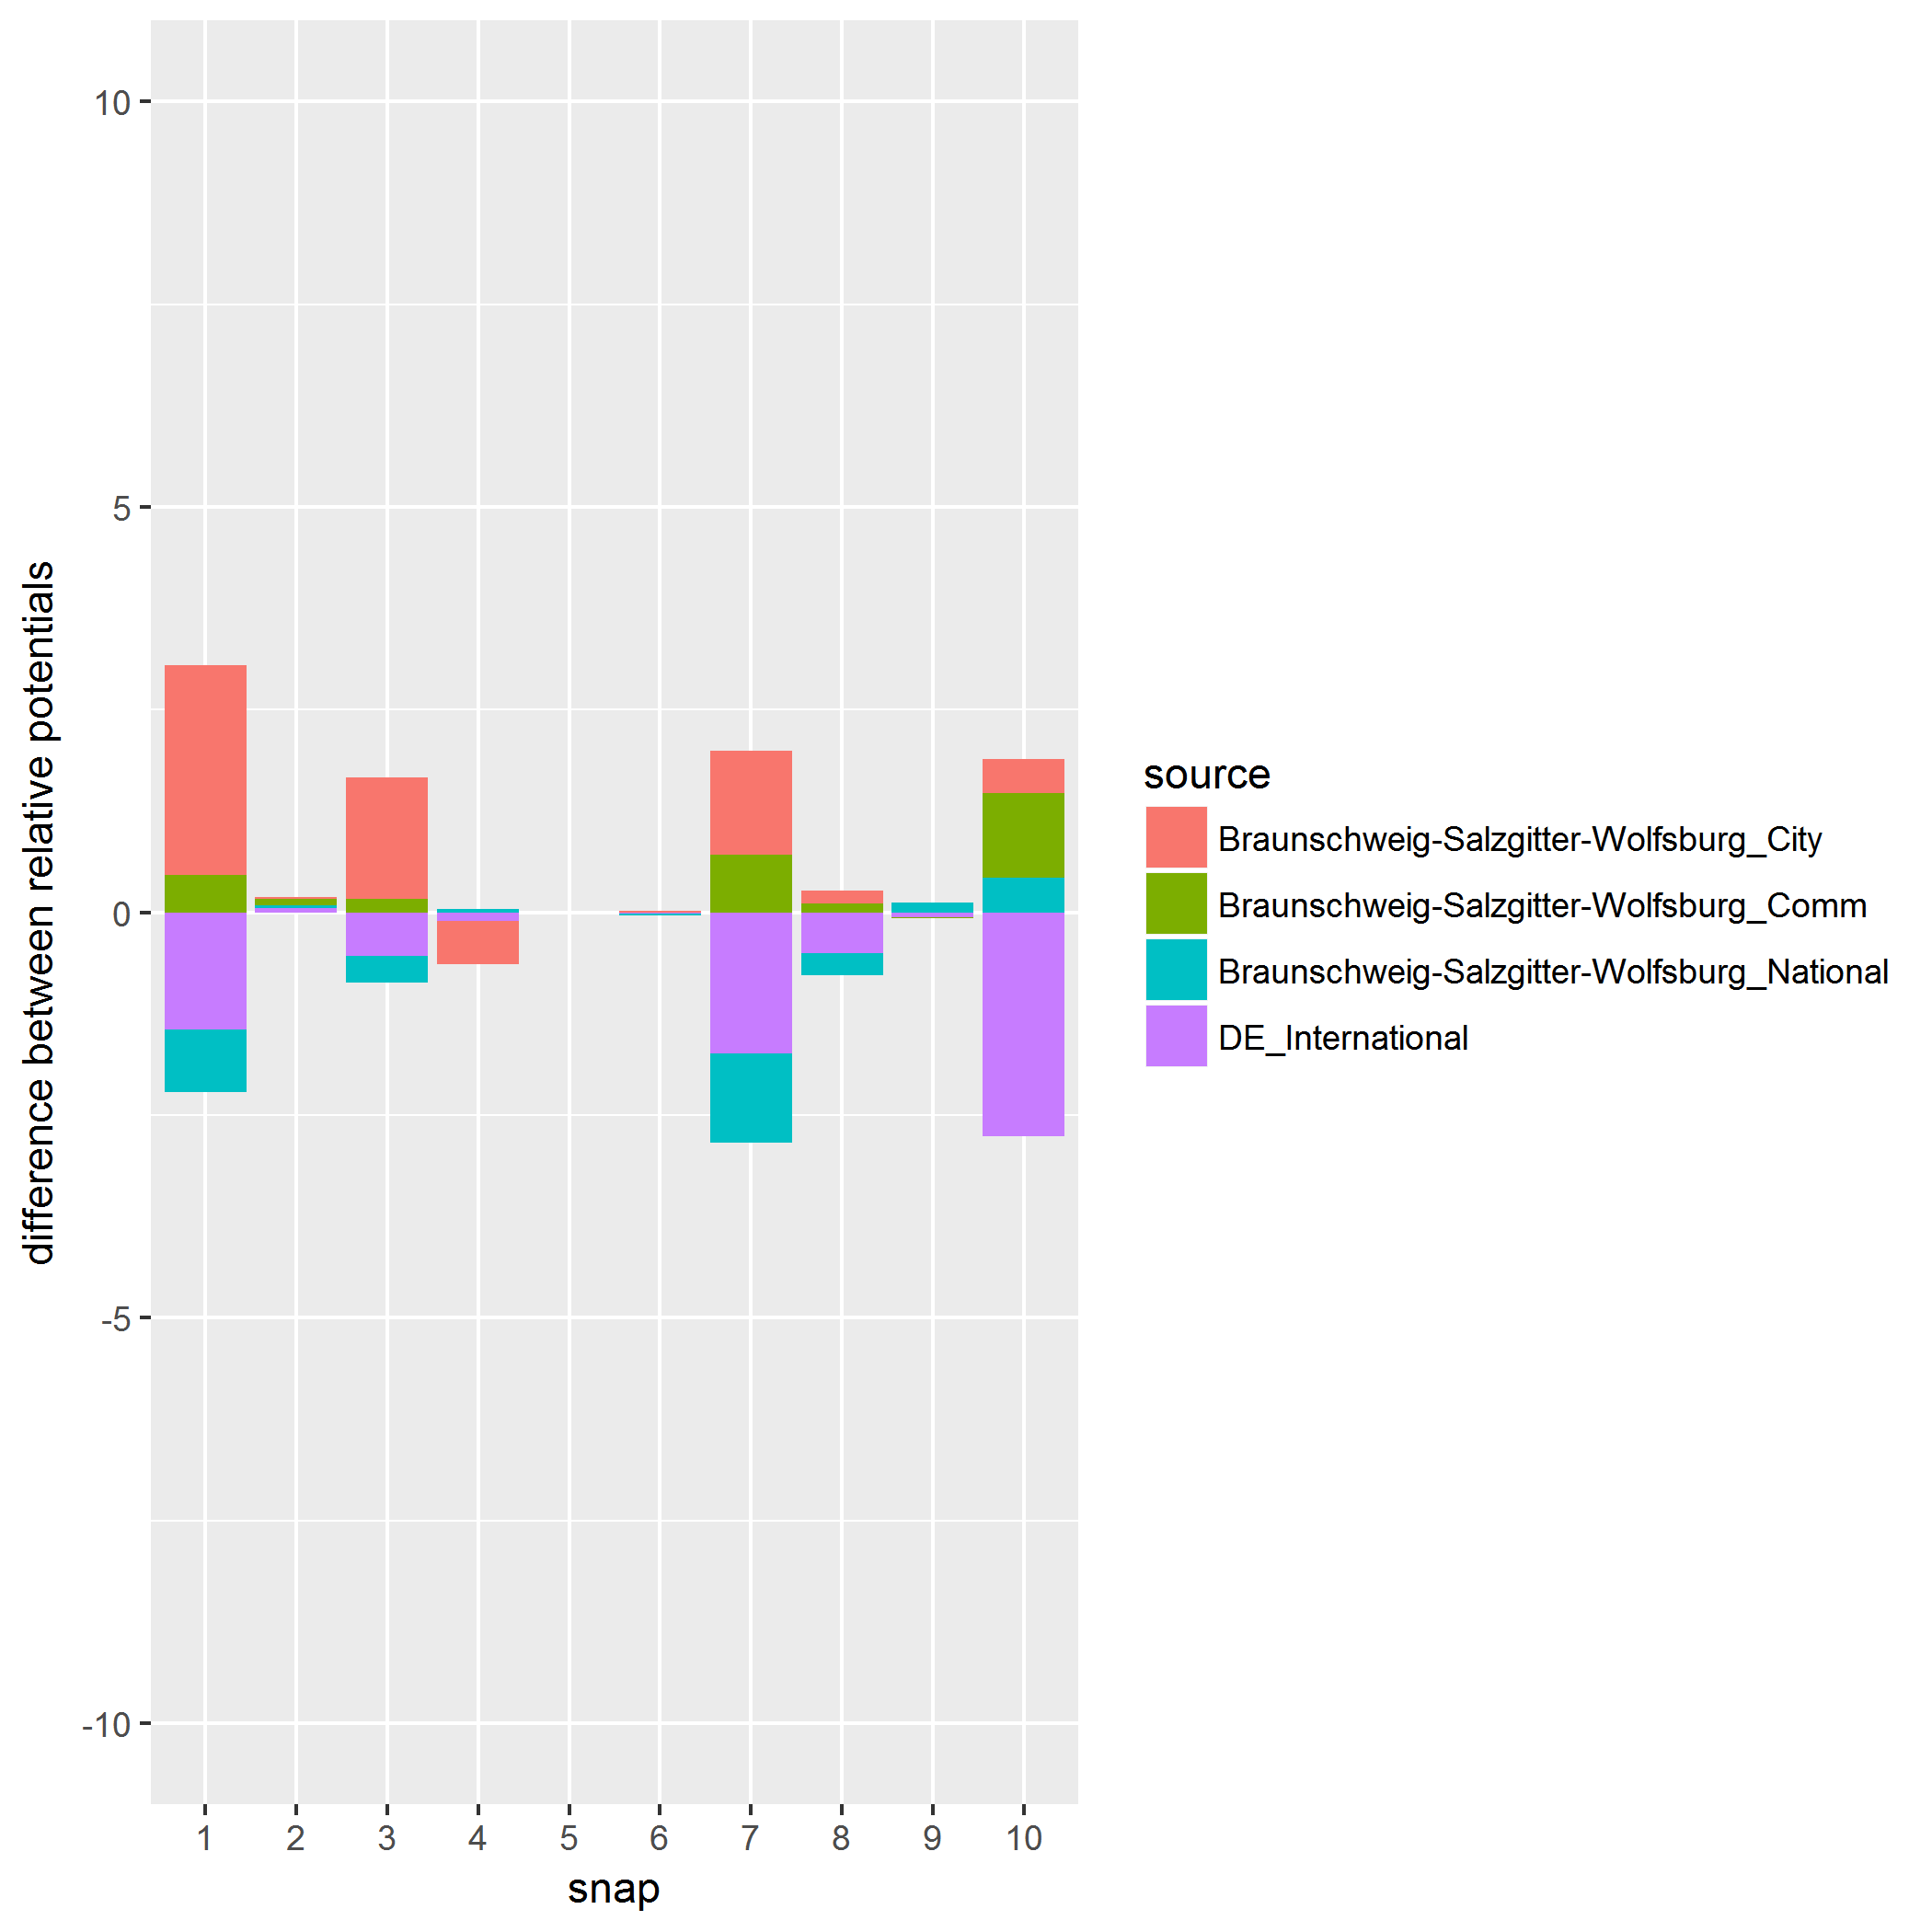 difference between relative potentials
10
5
0
-5
-10
1 2 3 4 5 6 7 8 9 10
snap
source
Braunschweig-Salzgitter-Wolfsburg_City
Braunschweig-Salzgitter-Wolfsburg_Comm
Braunschweig-Salzgitter-Wolfsburg_National
DE_International